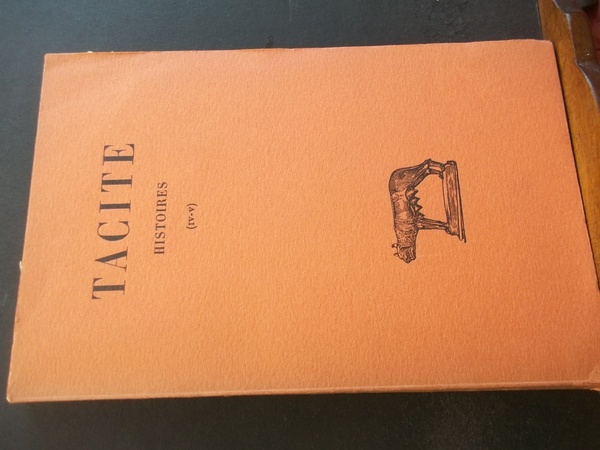 TACITE
HISTOIRES
(IV-V)